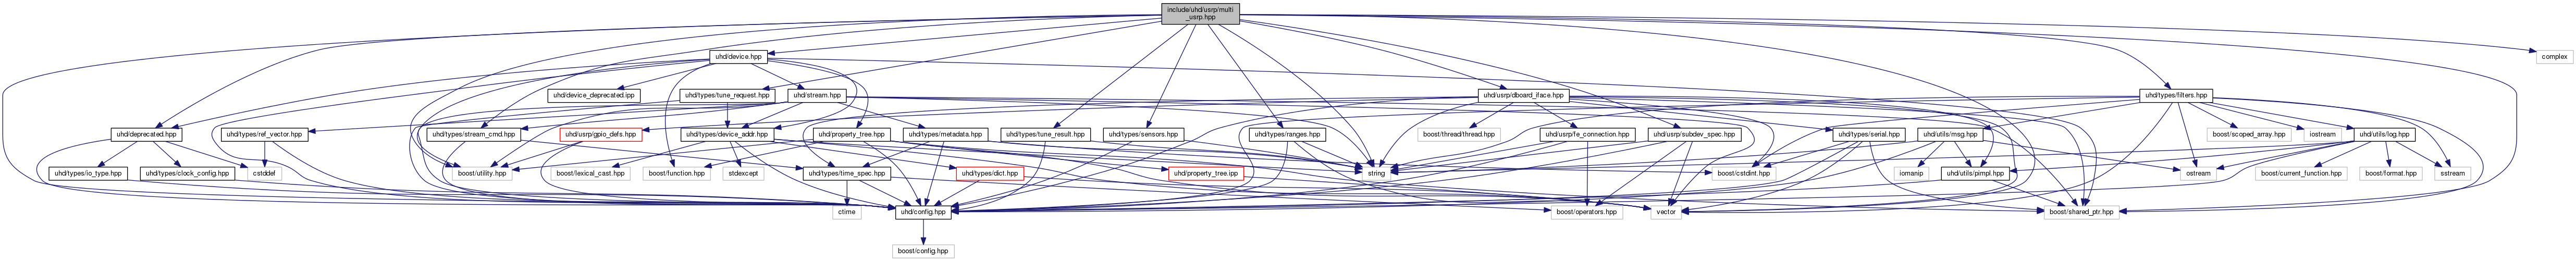 include/uhd/usrp/multi
_usrp.hpp
uhd/device.hpp
complex
uhd/device_deprecated.ipp
uhd/types/tune_request.hpp
uhd/stream.hpp
uhd/usrp/dboard_iface.hpp
uhd/types/filters.hpp
uhd/deprecated.hpp
uhd/types/ref_vector.hpp
uhd/types/stream_cmd.hpp
uhd/usrp/gpio_defs.hpp
uhd/types/device_addr.hpp
uhd/property_tree.hpp
uhd/types/metadata.hpp
uhd/types/tune_result.hpp
uhd/types/sensors.hpp
uhd/types/ranges.hpp
boost/thread/thread.hpp
uhd/usrp/fe_connection.hpp
uhd/usrp/subdev_spec.hpp
uhd/types/serial.hpp
uhd/utils/msg.hpp
boost/scoped_array.hpp
iostream
uhd/utils/log.hpp
uhd/types/io_type.hpp
uhd/types/clock_config.hpp
cstddef
boost/utility.hpp
boost/lexical_cast.hpp
boost/function.hpp
stdexcept
uhd/types/time_spec.hpp
uhd/types/dict.hpp
uhd/property_tree.ipp
string
boost/cstdint.hpp
iomanip
uhd/utils/pimpl.hpp
ostream
boost/current_function.hpp
boost/format.hpp
sstream
ctime
uhd/config.hpp
boost/operators.hpp
vector
boost/shared_ptr.hpp
boost/config.hpp